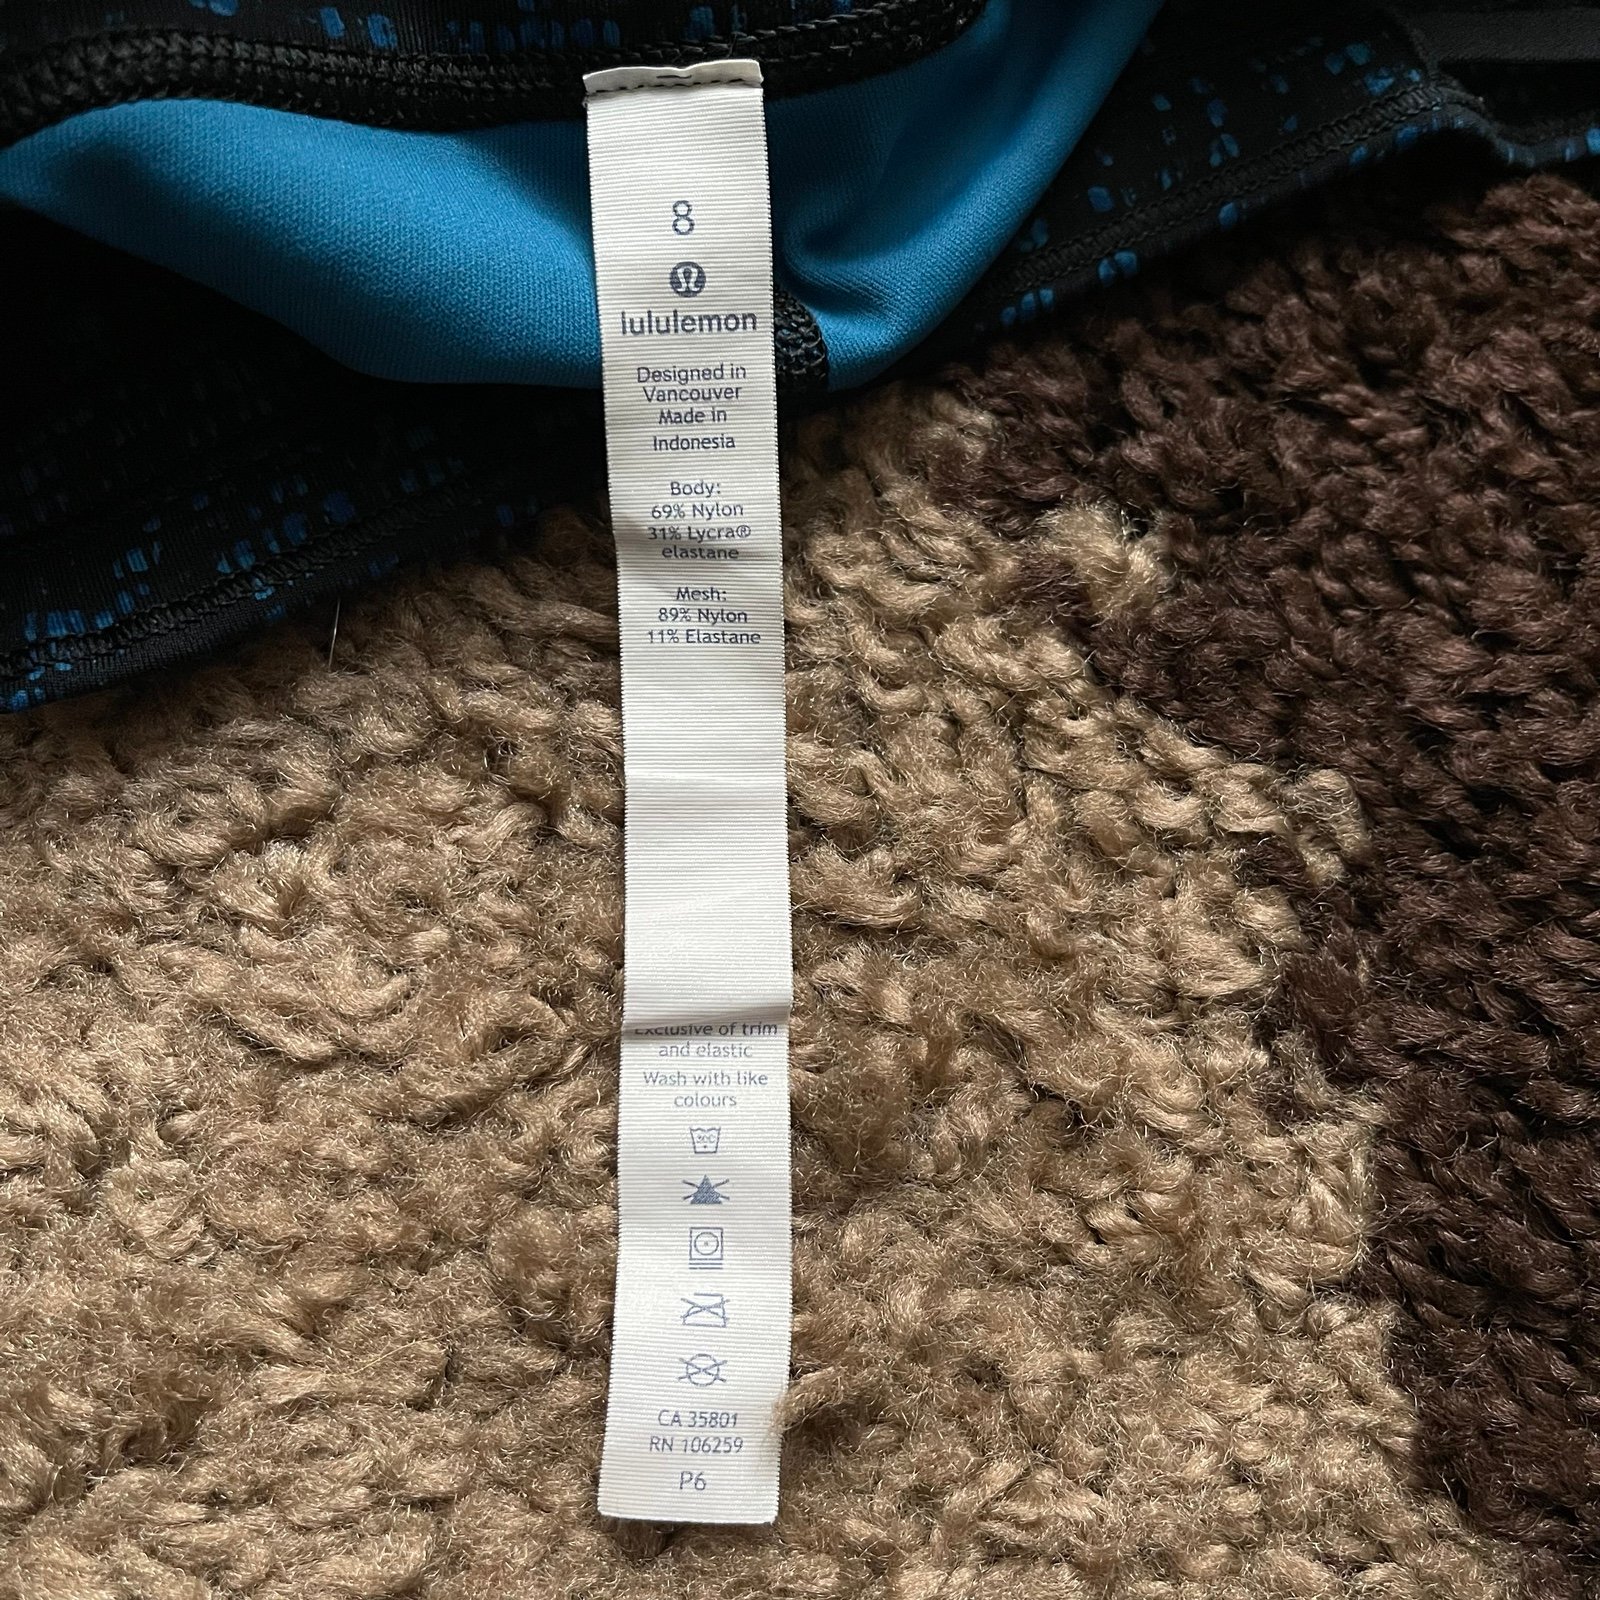 8
lululemon
Designed in
Vancouver
Made in
Indonesia
Body:
69% Nylon
31% Lycra®
elastane
Mesh:
89% Nylon
11% Elastane
Exclusive of trim
and elastic
Wash with like
colours
30C
CA 35801
RN 106259
P6